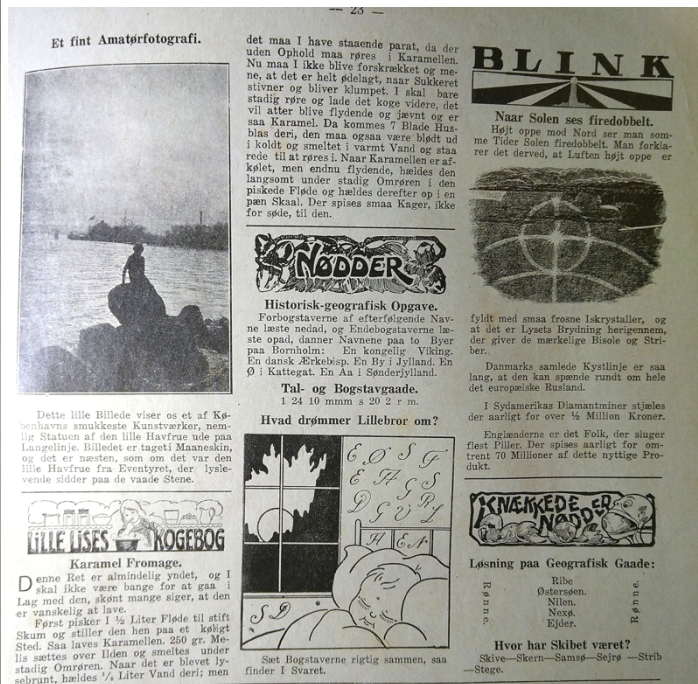 — 23 —
Et fint Amatørfotografi.
Dette lille Billede viser os et af Kø-
benhavns smukkeste Kunstværker, nem-
lig Statuen af den lille Havfrue ude paa
Langelinje. Billedet er taget i Maaneskin,
og det er næsten, som om det var den
lille Havfrue fra Eventyret, der lysle-
vende sidder paa de vaade Stene.
LILLE LISES KOGEBOG
Karamel Fromage.
Denne Ret er almindelig yndet, og I
skal ikke være bange for at gaa i
Lag med den, skønt mange siger, at den
er vanskelig at lave.
Først pisker I ½ Liter Fløde til stift
Skum og stiller den hen paa et køligt
Sted. Saa laves Karamellen. 250 gr. Me-
lis sættes over Ilden og smeltes under
stadig Omrøren. Naar det er blevet ly-
sebrunt, hældes ¼ Liter Vand deri; men
det maa I have staaende parat, da der
uden Ophold maa røres i Karamellen.
Nu maa I ikke blive forskrækket og me-
ne, at det er helt ødelagt, naar Sukkeret
stivner og bliver klumpet. I skal bare
stadig røre og lade det koge videre, det
vil atter blive flydende og jævnt og er
saa Karamel. Da kommes 7 Blade Hus-
blas deri, den maa ogsaa være blødt ud
i koldt og smeltet i varmt Vand og staa
rede til at røres i. Naar Karamellen er af-
kølet, men endnu flydende, hældes den
langsomt under stadig Omrøren i den
piskede Fløde og hældes derefter op i en
pæn Skaal. Der spises smaa Kager, ikke
for søde, til den.
NØDDER
Historisk-geografisk Opgave.
Forbogstaverne af efterfølgende Nav-
ne læste nedad, og Endebogstaverne læ-
ste opad, danner Navnene paa to Byer
paa Bornholm: En kongelig Viking.
En dansk Ærkebisp. En By i Jylland. En
Ø i Kattegat. En Aa i Sønderjylland.
Tal- og Bogstavgaade.
1 24 10 mmm s 20 2 r m.
Hvad drømmer Lillebror om?
E Ø S F
E A G S
D G V R L
H E N
S D
Sæt Bogstaverne rigtig sammen, saa
finder I Svaret.
BLINK
Naar Solen ses firedobbelt.
Højt oppe mod Nord ser man som-
me Tider Solen firedobbelt. Man forkla-
rer det derved, at Luften højt oppe er
fyldt med smaa frosne Iskrystaller, og
at det er Lysets Brydning herigennem,
der giver de mærkelige Bisole og Stri-
ber.
Danmarks samlede Kystlinje er saa
lang, at den kan spænde rundt om hele
det europæiske Rusland.
I Sydamerikas Diamantminer stjæles
der aarligt for over ½ Million Kroner.
Englænderne er det Folk, der sluger
flest Piller. Der spises aarligt for om-
trent 70 Millioner af dette nyttige Pro-
dukt.
KNÆKKEDE NØDDER
Løsning paa Geografisk Gaade:
Rønne.
Ribe
Østersøen.
Nilen.
Nexø.
Ejder.
Rønne.
Hvor har Skibet været?
Skive—Skern—Samsø—Sejrø —Strib
—Stege.